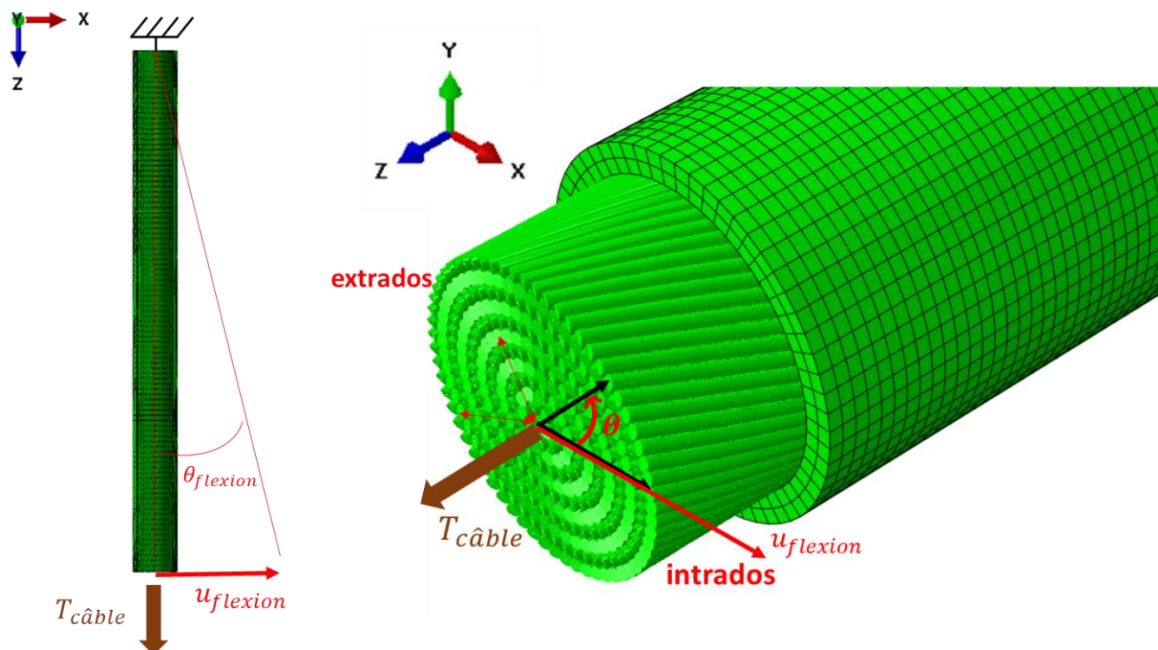 Y X
Z
θflexion
uflexion
Tcâble
Y
Z X
extrados
θ
Tcâble
uflexion
intrados